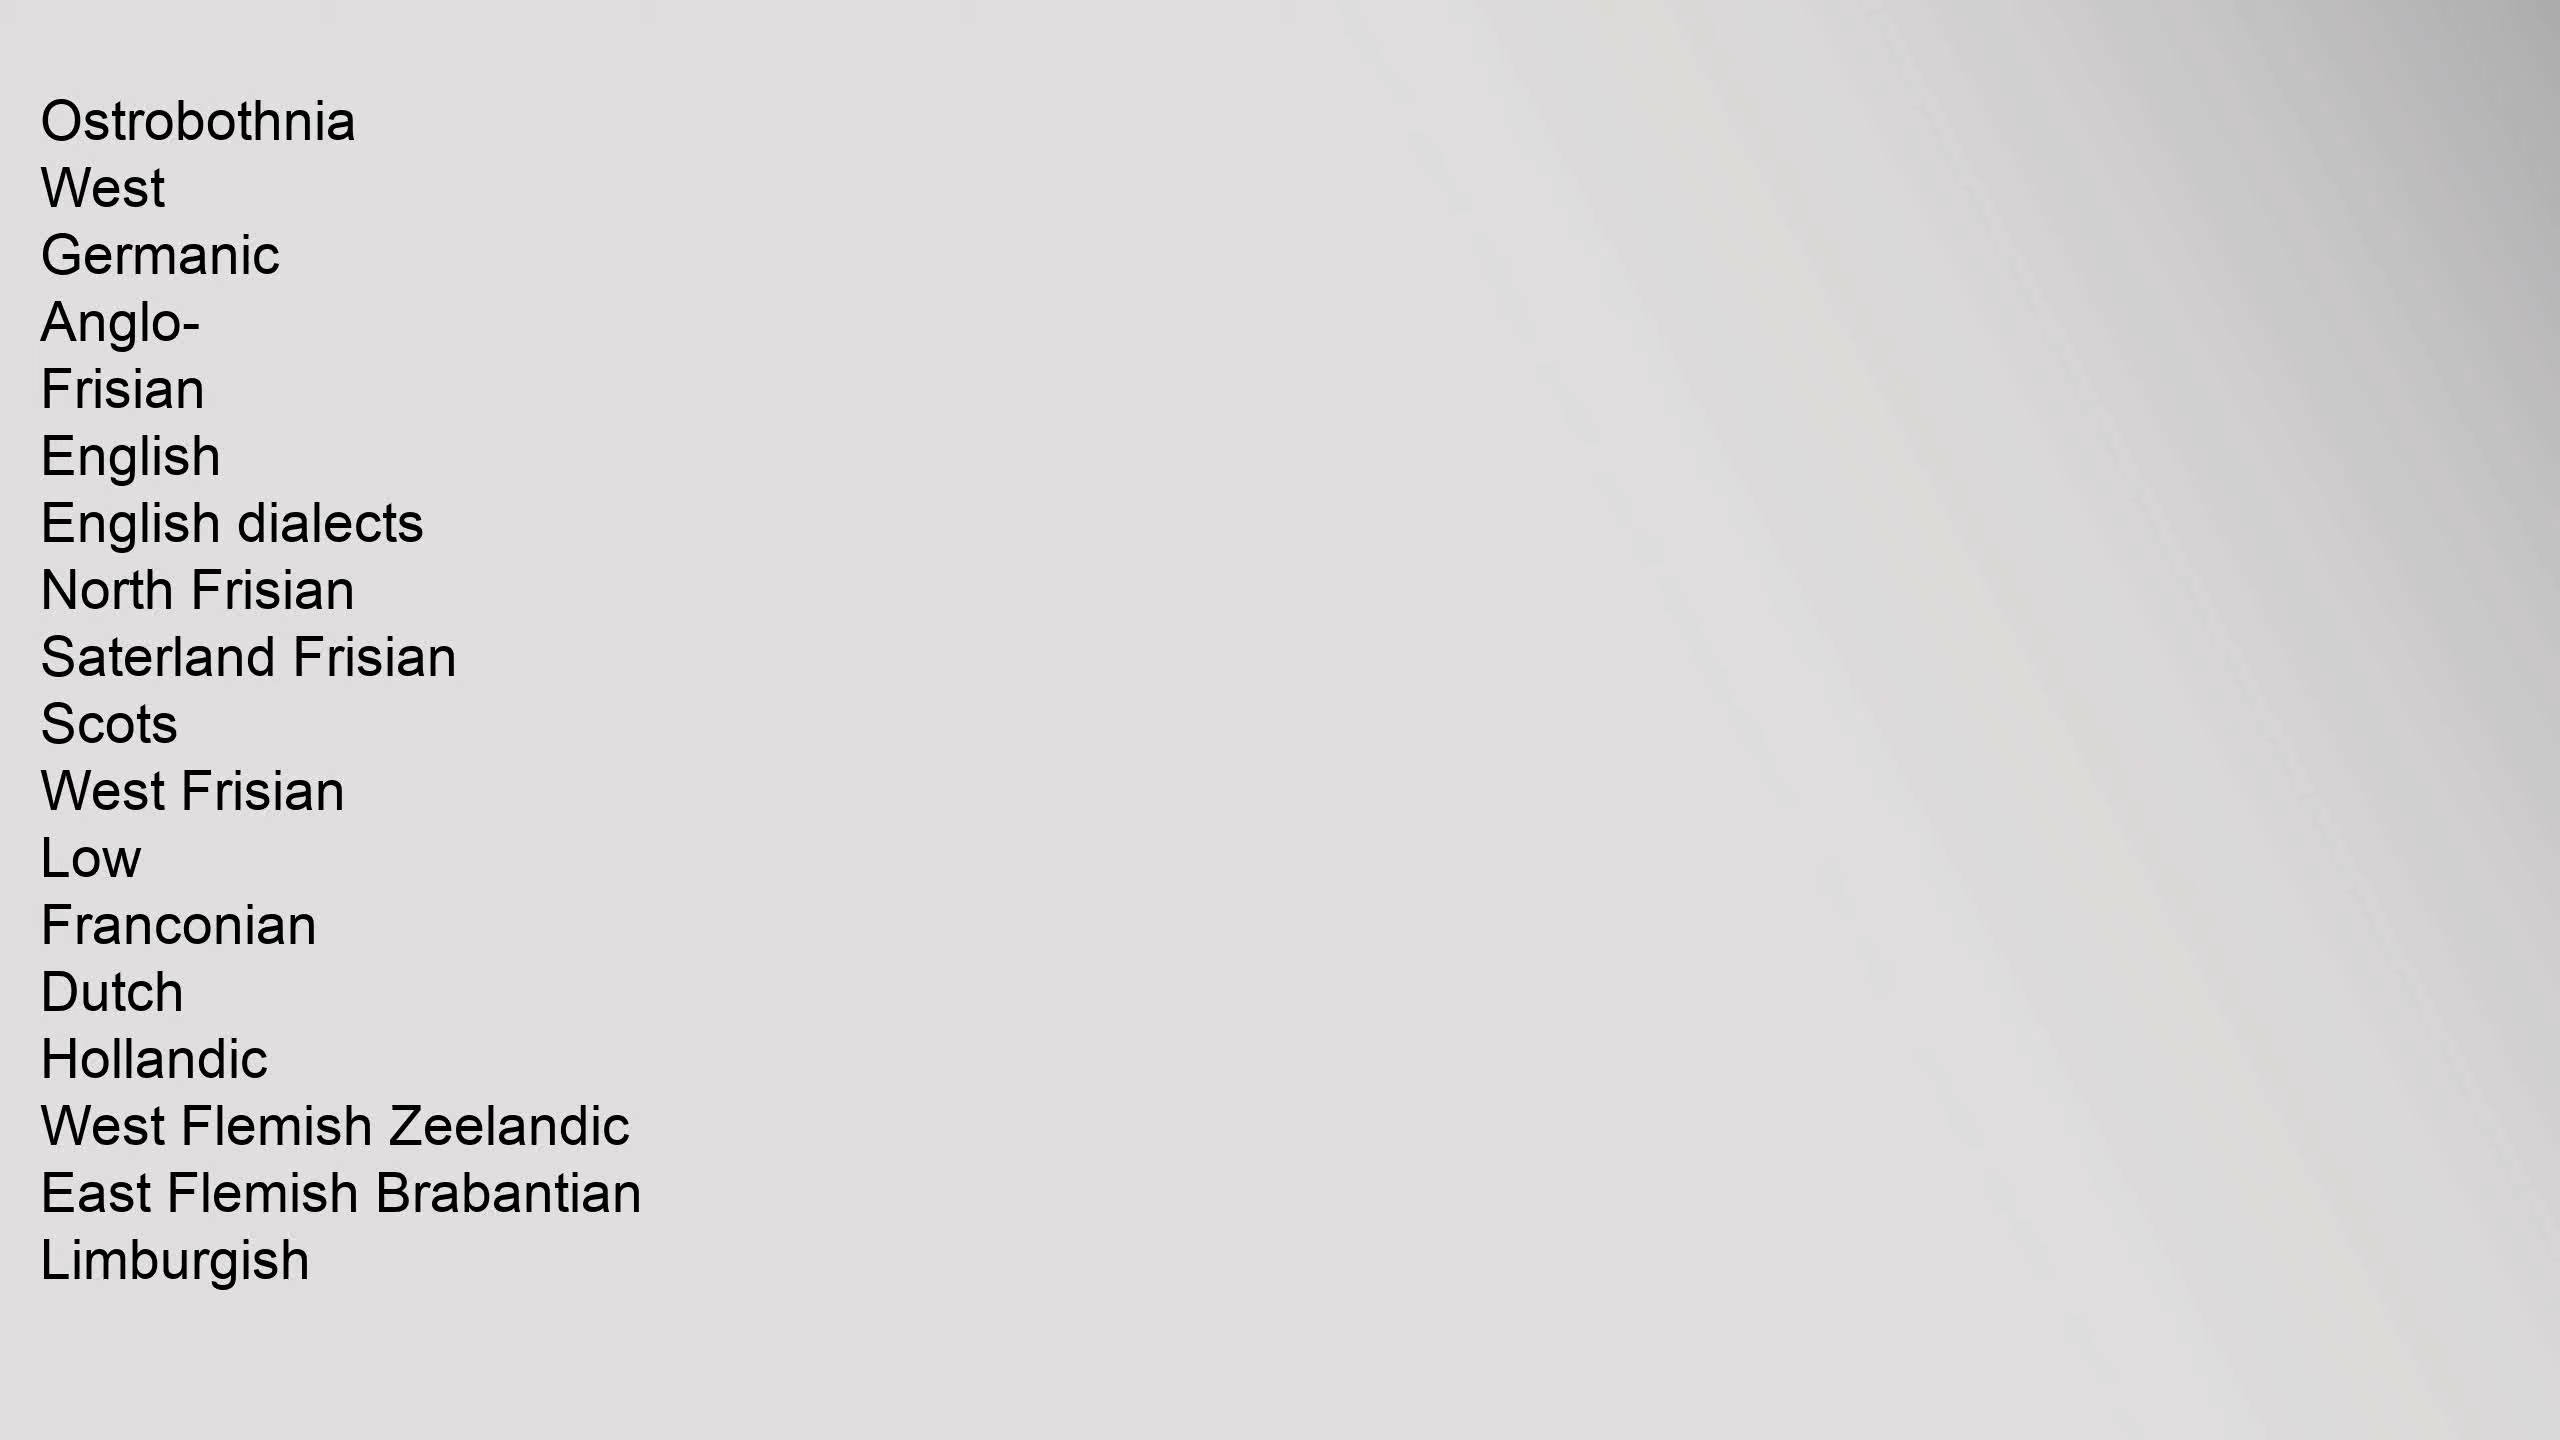 Ostrobothnia
West
Germanic
Anglo-
Frisian
English
English dialects
North Frisian
Saterland Frisian
Scots
West Frisian
Low
Franconian
Dutch
Hollandic
West Flemish Zeelandic
East Flemish Brabantian
Limburgish